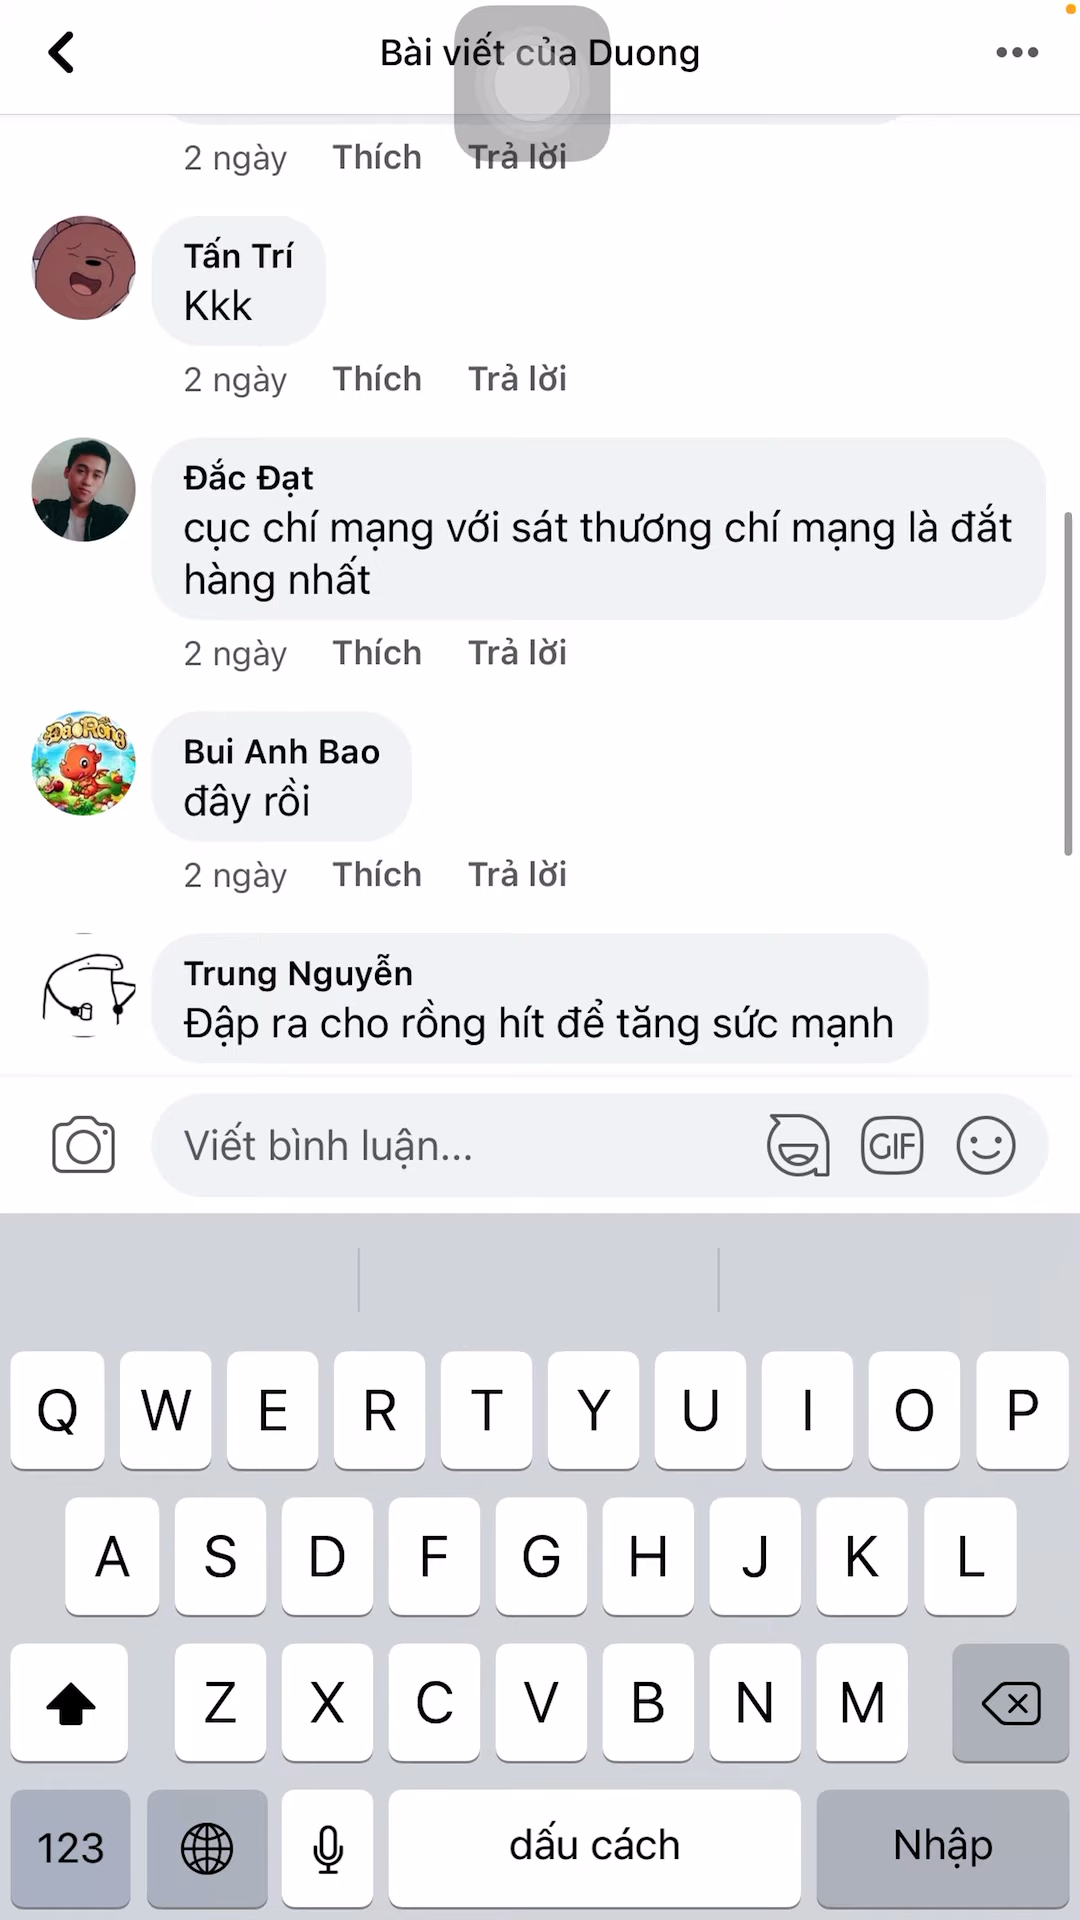 Bài viết của Duong
2 ngày Thích Trả lời
Tấn Trí
Kkk
2 ngày Thích Trả lời
Đắc Đạt
cục chí mạng với sát thương chí mạng là đắt
hàng nhất
2 ngày Thích Trả lời
ĐảoRồng
Bui Anh Bao
đây rồi
2 ngày Thích Trả lời
Trung Nguyễn
Đập ra cho rồng hít để tăng sức mạnh
Viết bình luận...
GIF
Q W E R T Y U I O P
A S D F G H J K L
Z X C V B N M
123 dấu cách Nhập